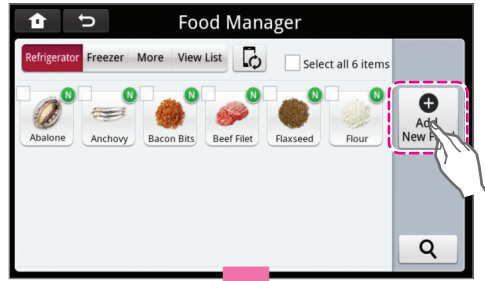 Food Manager
Refrigerator Freezer More View List Select all 6 items
N N N N N N
Abalone Anchovy Bacon Bits Beef Filet Flaxseed Flour
Add
New